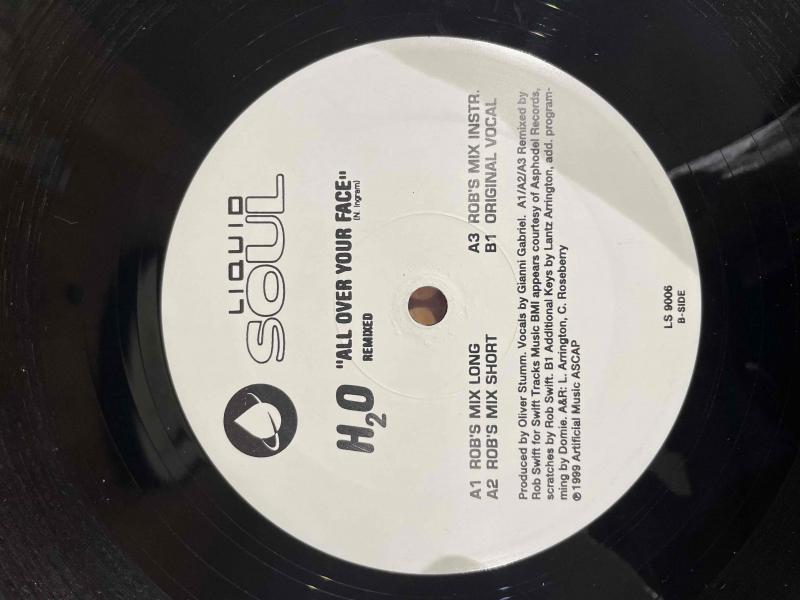 LIQUID
SOUL
H2O "ALL OVER YOUR FACE"
REMIXED
(N. Ingram)
A1 ROB'S MIX LONG
A2 ROB'S MIX SHORT
A3 ROB'S MIX INSTR.
B1 ORIGINAL VOCAL
Produced by Oliver Stumm. Vocals by Gianni Gabriel. A1/A2/A3 Remixed by
Rob Swift for Swift Tracks Music BMI appears courtesy of Asphodel Records,
scratches by Rob Swift. B1 Additional Keys by Lantz Arrington, add. program-
ming by Domie. A&R: L. Arrington, C. Roseberry
℗ 1999 Artificial Music ASCAP
LS 9006
B-SIDE